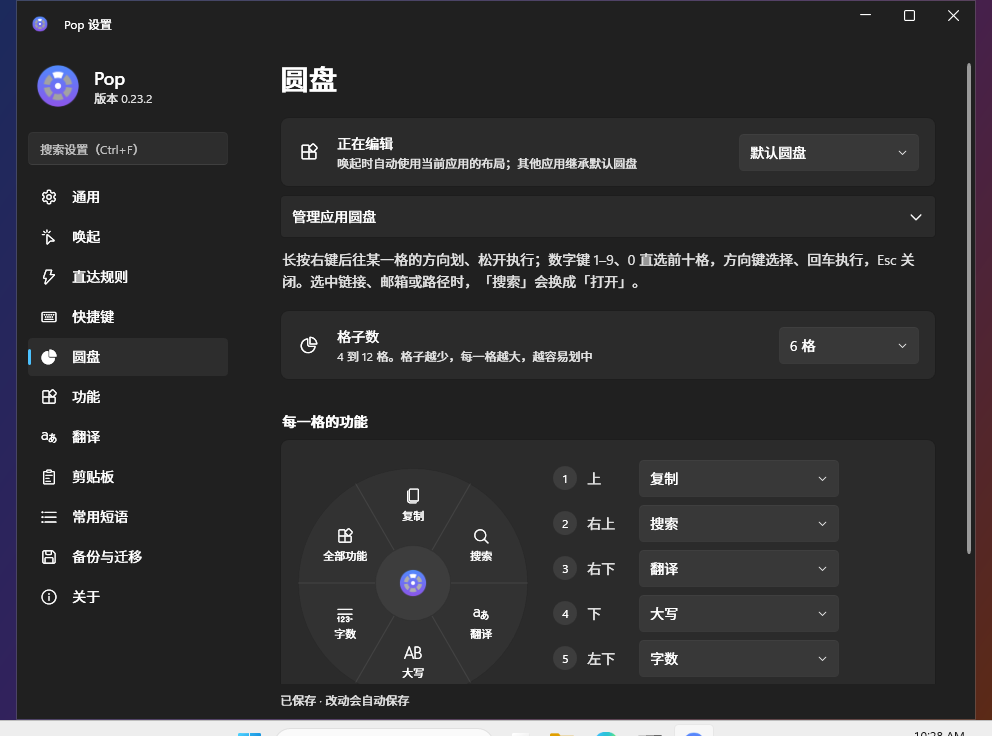 Pop 设置
Pop
版本 0.23.2
搜索设置（Ctrl+F）
通用
唤起
直达规则
快捷键
圆盘
功能
翻译
剪贴板
常用短语
备份与迁移
关于
圆盘
正在编辑
唤起时自动使用当前应用的布局；其他应用继承默认圆盘
默认圆盘
管理应用圆盘
长按右键后往某一格的方向划、松开执行；数字键 1–9、0 直选前十格，方向键选择、回车执行，Esc 关
闭。选中链接、邮箱或路径时，「搜索」会换成「打开」。
格子数
4 到 12 格。格子越少，每一格越大，越容易划中
6 格
每一格的功能
复制
全部功能
搜索
123
字数
aあ
翻译
AB
大写
1 上 复制
2 右上 搜索
3 右下 翻译
4 下 大写
5 左下 字数
已保存 · 改动会自动保存
10:28 AM